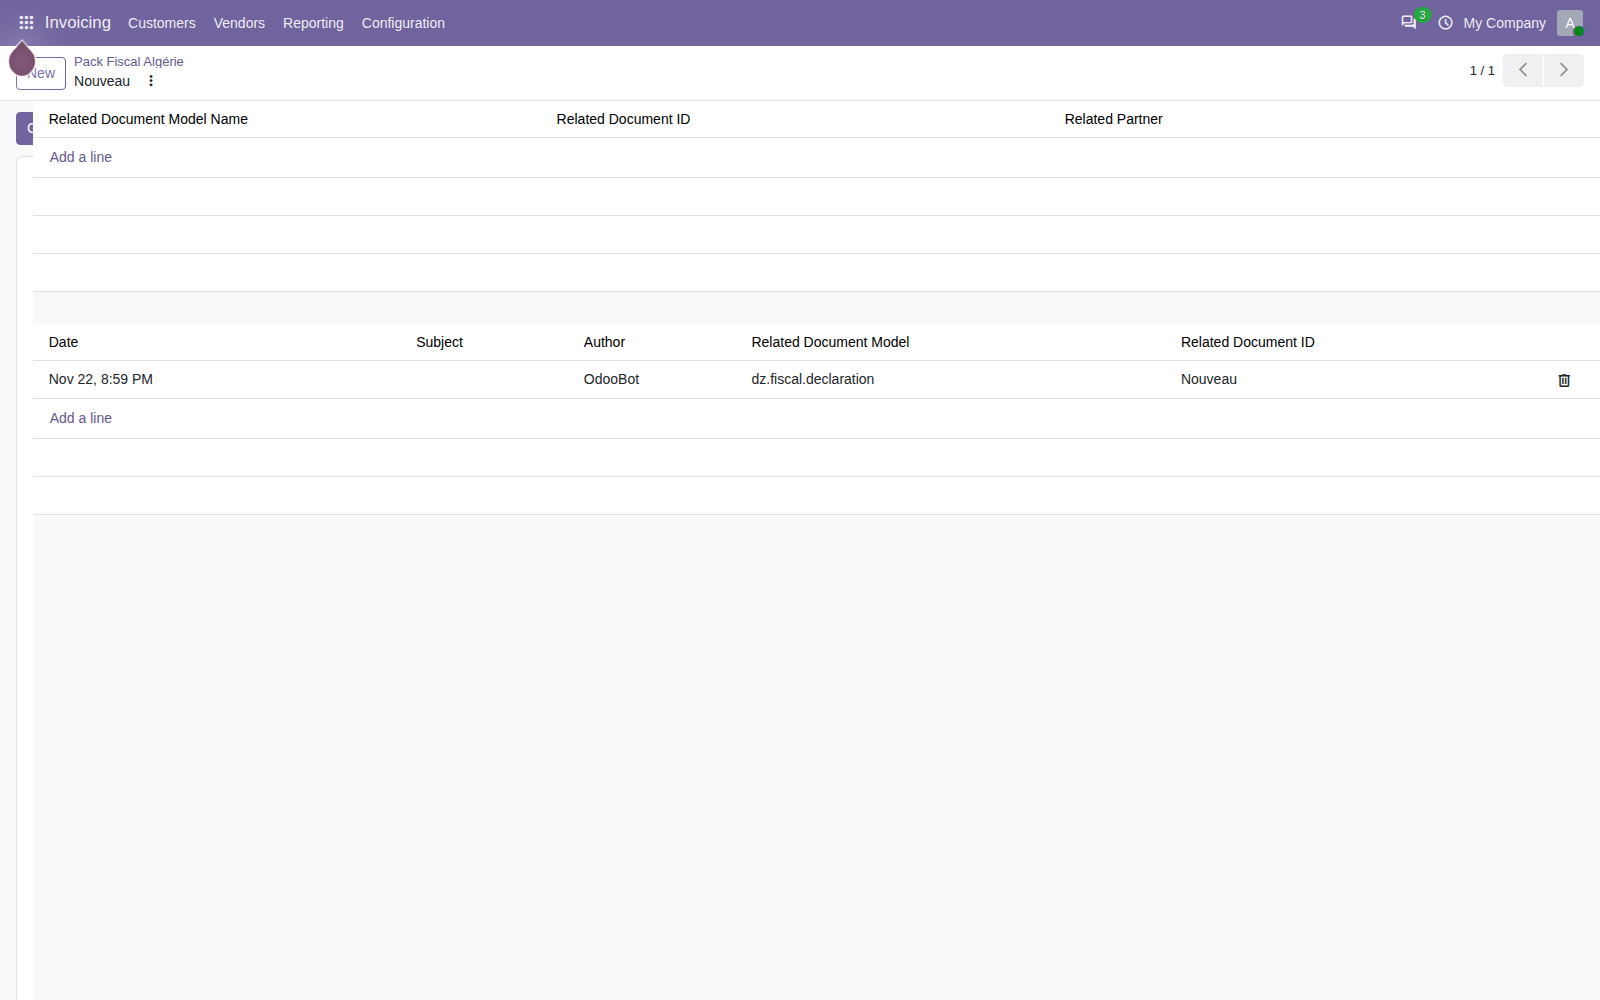 Invoicing Customers Vendors Reporting Configuration 3 My Company A
New Pack Fiscal Algérie
Nouveau 1 / 1
Related Document Model Name Related Document ID Related Partner
Add a line
Date Subject Author Related Document Model Related Document ID
Nov 22, 8:59 PM OdooBot dz.fiscal.declaration Nouveau
Add a line